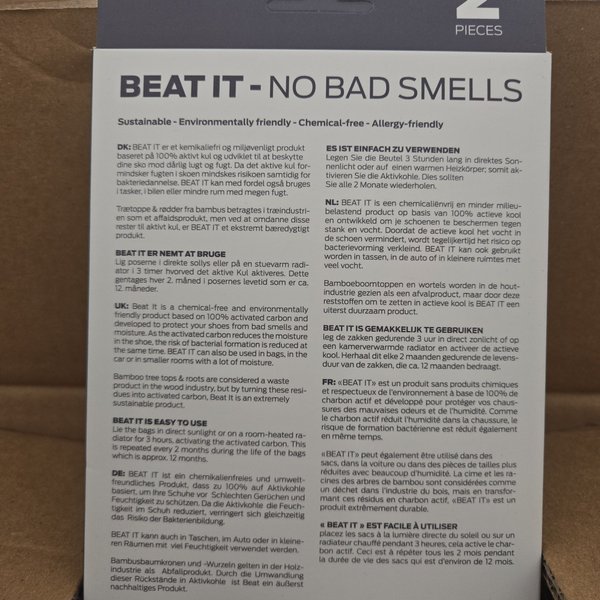 2
PIECES
BEAT IT - NO BAD SMELLS
Sustainable - Environmentally friendly - Chemical-free - Allergy-friendly
DK: BEAT IT er et kemikaliefri og miljøvenligt produkt
baseret på 100% aktivt kul og udviklet til at beskytte
dine sko mod dårlig lugt og fugt. Da det aktive kul for-
mindsker fugten i skoen mindskes risikoen samtidig for
bakteriedannelse. BEAT IT kan med fordel også bruges
i tasker, i bilen eller mindre rum med megen fugt.
Trætoppe & rødder fra bambus betragtes i træindustri-
en som et affaldsprodukt, men ved at omdanne disse
rester til aktivt kul, er BEAT IT et ekstremt bæredygtigt
produkt.
BEAT IT ER NEMT AT BRUGE
Lig poserne i direkte sollys eller på en stuevarm radi-
ator i 3 timer hvorved det aktive Kul aktiveres. Dette
gentages hver 2. måned i posernes levetid som er ca.
12. måneder.
UK: Beat It is a chemical-free and environmentally
friendly product based on 100% activated carbon and
developed to protect your shoes from bad smells and
moisture. As the activated carbon reduces the moisture
in the shoe, the risk of bacterial formation is reduced at
the same time. BEAT IT can also be used in bags, in the
car or in smaller rooms with a lot of moisture.
Bamboo tree tops & roots are considered a waste
product in the wood industry, but by turning these resi-
dues into activated carbon, Beat It is an extremely
sustainable product.
BEAT IT IS EASY TO USE
Lie the bags in direct sunlight or on a room-heated ra-
diator for 3 hours, activating the activated carbon. This
is repeated every 2 months during the life of the bags
which is approx. 12 months.
DE: BEAT IT ist ein chemikalienfreies und umwelt-
freundliches Produkt, dass zu 100% auf Aktivkohle
basiert, um Ihre Schuhe vor Schlechten Gerüchen und
Feuchtigkeit zu schützen. Da die Aktivkohle die Feuch-
tigkeit im Schuh reduziert, verringert sich gleichzeitig
das Risiko der Bakterienbildung.
BEAT IT kann auch in Taschen, im Auto oder in kleine-
ren Räumen mit viel Feuchtigkeit verwendet werden.
Bambusbaumkronen und -Wurzeln gelten in der Holz-
industrie als Abfallprodukt. Durch die Umwandlung
dieser Rückstände in Aktivkohle ist Beat ein äußerst
nachhaltiges Produkt.
ES IST EINFACH ZU VERWENDEN
Legen Sie die Beutel 3 Stunden lang in direktes Son-
nenlicht oder auf einen warmen Heizkörper; somit ak-
tivieren Sie die Aktivkohle. Dies sollten
Sie alle 2 Monate wiederholen.
NL: BEAT IT is een chemicaliënvrij en minder milieu-
belastend product op basis van 100% actieve kool
en ontwikkeld om je schoenen te beschermen tegen
stank en vocht. Doordat de actieve kool het vocht in
de schoen vermindert, wordt tegelijkertijd het risico op
bacterievorming verkleind. BEAT IT kan ook gebruikt
worden in tassen, in de auto of in kleinere ruimtes met
veel vocht.
Bamboeboomtoppen en wortels worden in de hout-
industrie gezien als een afvalproduct, maar door deze
reststoffen om te zetten in actieve kool is BEAT IT een
uiterst duurzaam product.
BEAT IT IS GEMAKKELIJK TE GEBRUIKEN
leg de zakken gedurende 3 uur in direct zonlicht of op
een kamerverwarmde radiator en activeer de actieve
kool. Herhaal dit elke 2 maanden gedurende de levens-
duur van de zakken, die ca. 12 maanden bedraagt.
FR: «BEAT IT» est un produit sans produits chimiques
et respectueux de l'environnement à base de 100% de
charbon actif et développé pour protéger vos chaus-
sures des mauvaises odeurs et de l'humidité. Comme
le charbon actif réduit l'humidité dans la chaussure, le
risque de formation bactérienne est réduit également
en même temps.
«BEAT IT» peut également être utilisé dans des
sacs, dans la voiture ou dans des pièces de tailles plus
réduites avec beaucoup d'humidité. La cime et les ra-
cines des arbres de bambou sont considérées comme
un déchet dans l'industrie du bois, mais en transfor-
mant ces résidus en charbon actif, «BEAT IT» est un
produit extrêmement durable.
« BEAT IT » EST FACILE À UTILISER
placez les sacs à la lumière directe du soleil ou sur un
radiateur chauffé pendant 3 heures, cela active le char-
bon actif. Ceci est à répéter tous les 2 mois pendant
la durée de vie des sacs qui est d'environ de 12 mois.